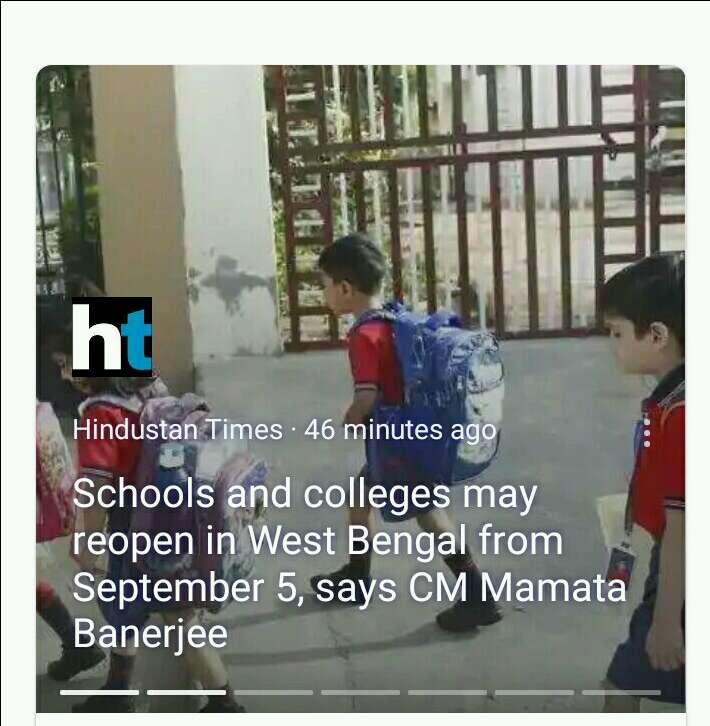 ht
Hindustan Times · 46 minutes ago
Schools and colleges may
reopen in West Bengal from
September 5, says CM Mamata
Banerjee